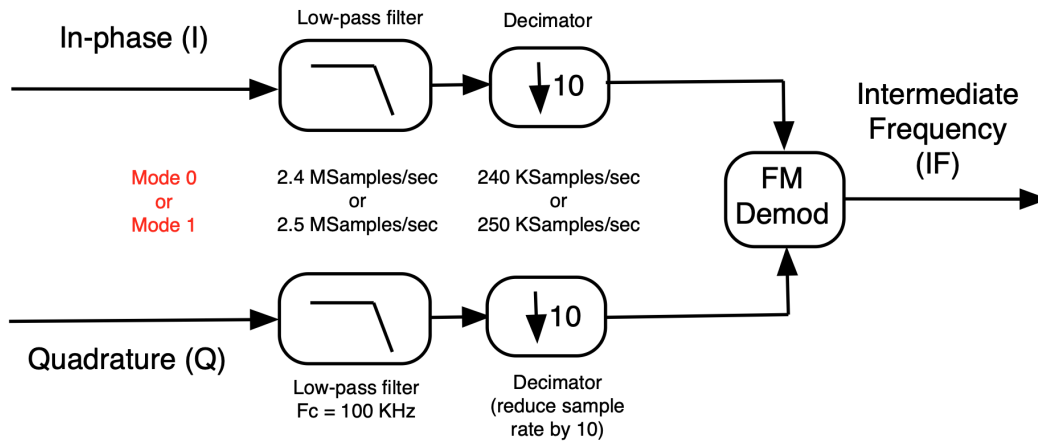 Low-pass filter
Decimator
In-phase (I)
10
Intermediate
Frequency
(IF)
Mode 0
or
Mode 1
2.4 MSamples/sec
or
2.5 MSamples/sec
240 KSamples/sec
or
250 KSamples/sec
FM
Demod
10
Quadrature (Q)
Low-pass filter
Fc = 100 KHz
Decimator
(reduce sample
rate by 10)